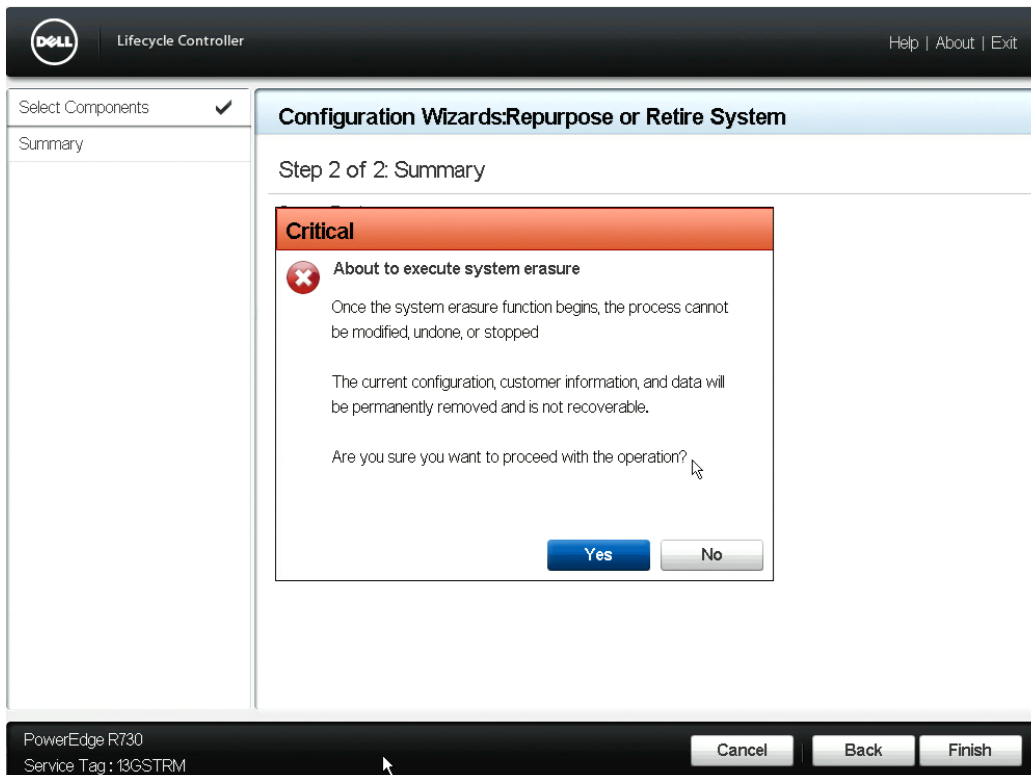 DELL
Lifecycle Controller
Help | About | Exit
Select Components
Summary
Configuration Wizards:Repurpose or Retire System
Step 2 of 2: Summary
Critical
About to execute system erasure
Once the system erasure function begins, the process cannot
be modified, undone, or stopped
The current configuration, customer information, and data will
be permanently removed and is not recoverable.
Are you sure you want to proceed with the operation?
Yes
No
PowerEdge R730
Service Tag : 13GSTRM
Cancel
Back
Finish